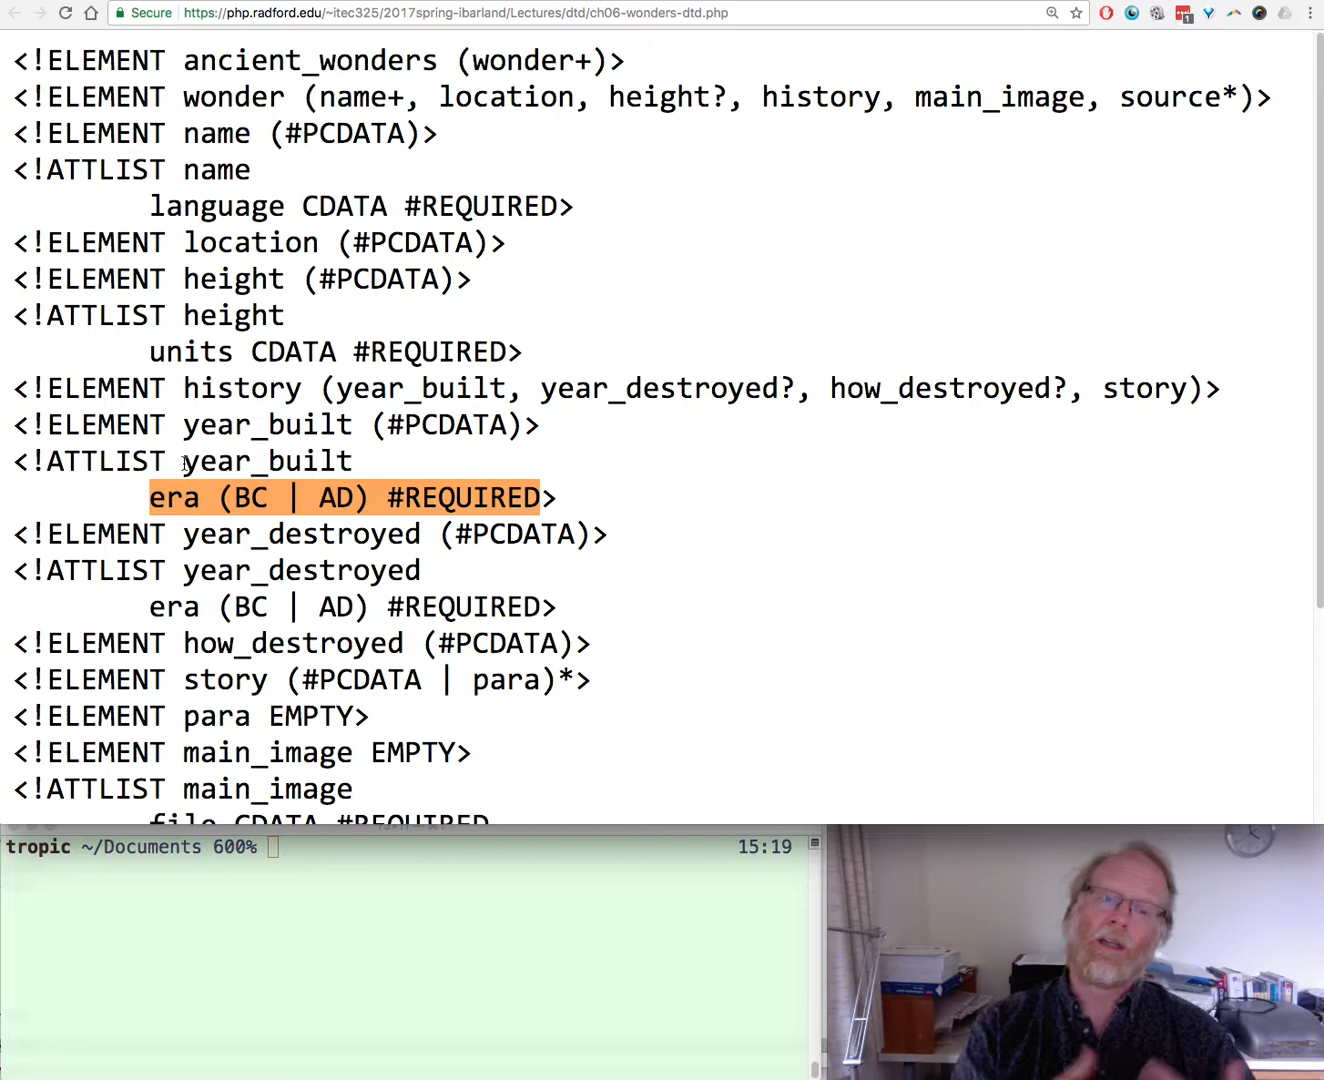 Secure https://php.radford.edu/~itec325/2017spring-ibarland/Lectures/dtd/ch06-wonders-dtd.php
<!ELEMENT ancient_wonders (wonder+)>
<!ELEMENT wonder (name+, location, height?, history, main_image, source*)>
<!ELEMENT name (#PCDATA)>
<!ATTLIST name
language CDATA #REQUIRED>
<!ELEMENT location (#PCDATA)>
<!ELEMENT height (#PCDATA)>
<!ATTLIST height
units CDATA #REQUIRED>
<!ELEMENT history (year_built, year_destroyed?, how_destroyed?, story)>
<!ELEMENT year_built (#PCDATA)>
<!ATTLIST year_built
era (BC | AD) #REQUIRED>
<!ELEMENT year_destroyed (#PCDATA)>
<!ATTLIST year_destroyed
era (BC | AD) #REQUIRED>
<!ELEMENT how_destroyed (#PCDATA)>
<!ELEMENT story (#PCDATA | para)*>
<!ELEMENT para EMPTY>
<!ELEMENT main_image EMPTY>
<!ATTLIST main_image
file CDATA #REQUIRED
tropic ~/Documents 600% 15:19